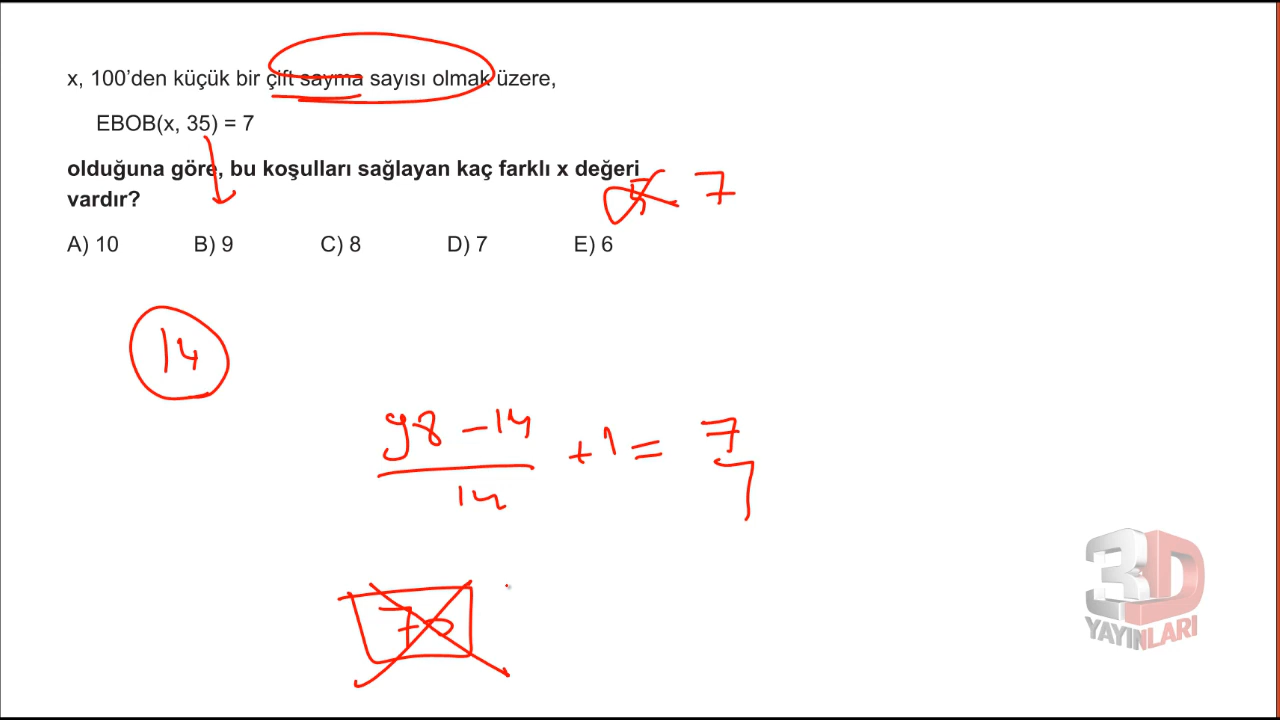 x, 100’den küçük bir çift sayma sayısı olmak üzere,
EBOB(x, 35) = 7
olduğuna göre, bu koşulları sağlayan kaç farklı x değeri
vardır?
5 7
A) 10 B) 9 C) 8 D) 7 E) 6
14
98 - 14
+ 1 = 7
14
70
3D
YAYINLARI